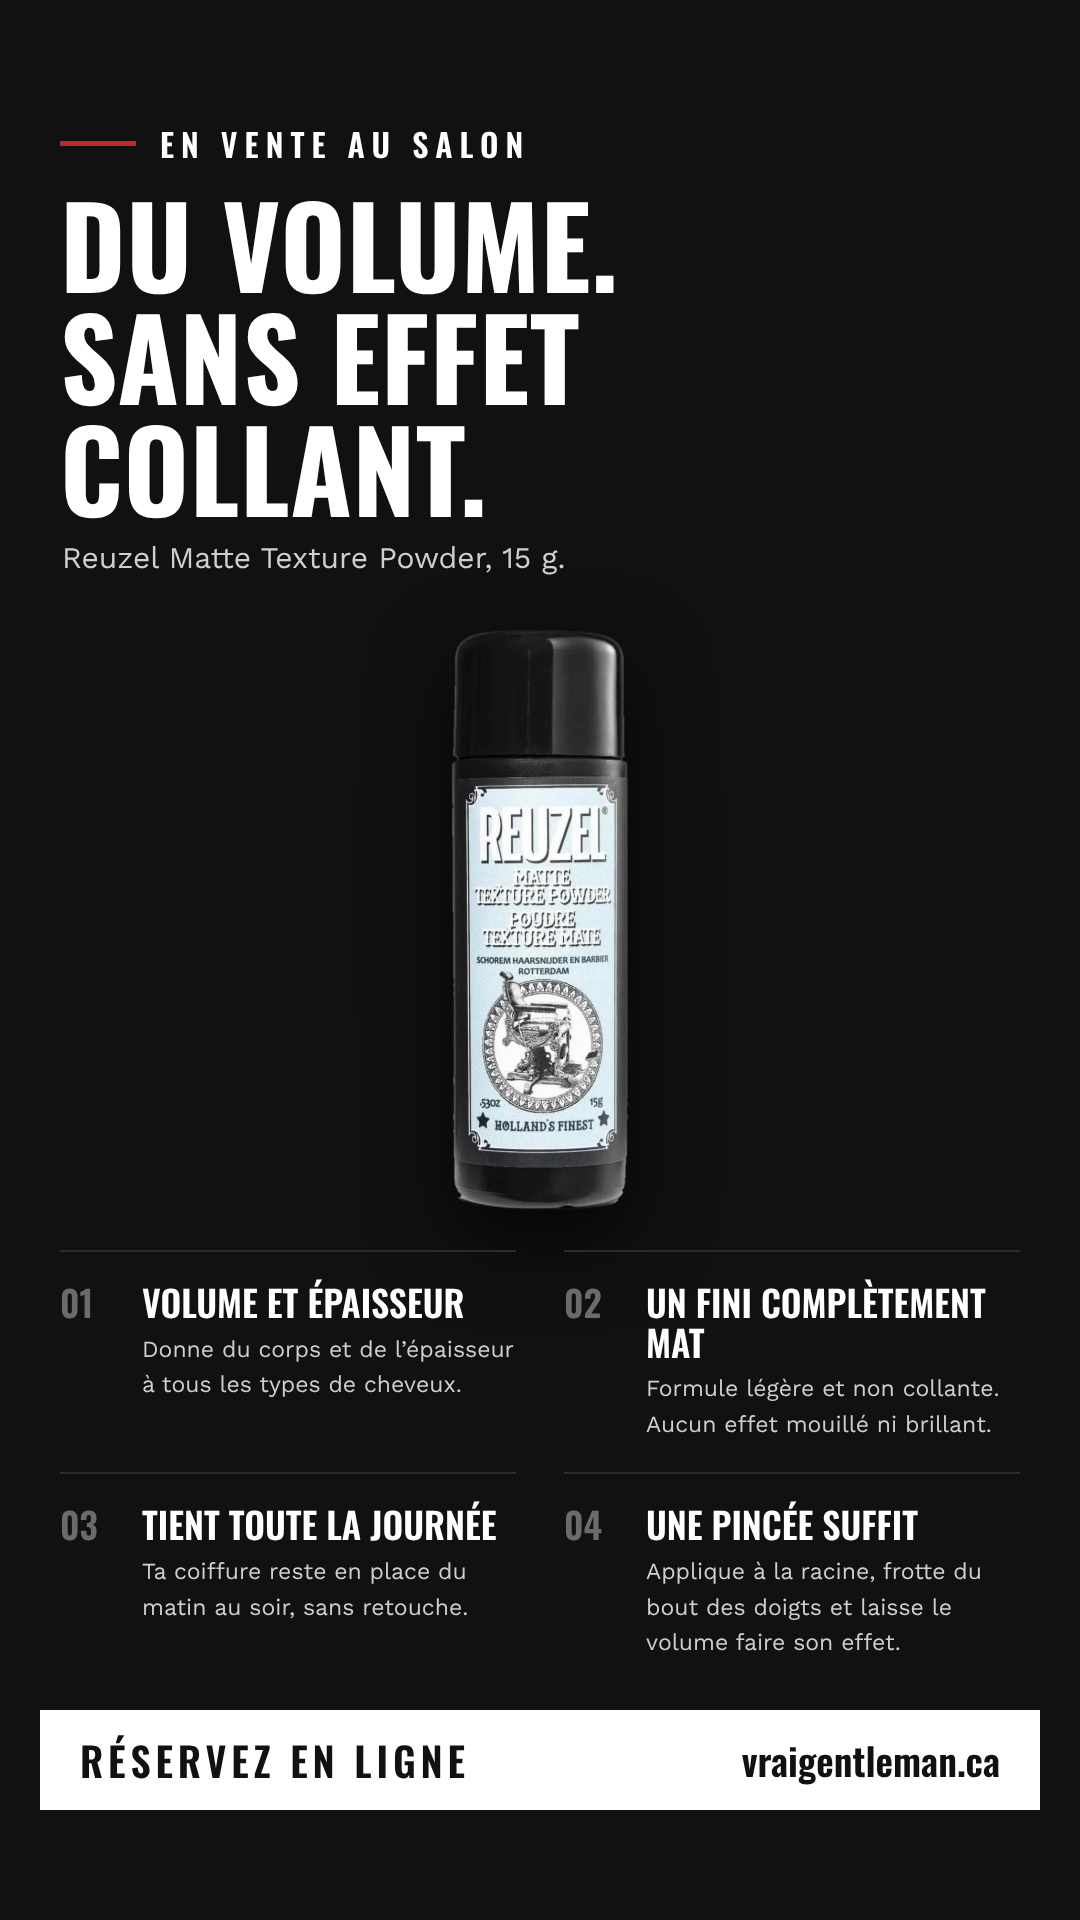 EN VENTE AU SALON
DU VOLUME.
SANS EFFET
COLLANT.
Reuzel Matte Texture Powder, 15 g.
REUZEL®
MATTE
TEXTURE POWDER
POUDRE
TEXTURE MATE
SCHOREM HAARSNIJDER EN BARBIER
ROTTERDAM
.53oz 15g
HOLLAND'S FINEST
01 VOLUME ET ÉPAISSEUR
Donne du corps et de l’épaisseur
à tous les types de cheveux.
02 UN FINI COMPLÈTEMENT
MAT
Formule légère et non collante.
Aucun effet mouillé ni brillant.
03 TIENT TOUTE LA JOURNÉE
Ta coiffure reste en place du
matin au soir, sans retouche.
04 UNE PINCÉE SUFFIT
Applique à la racine, frotte du
bout des doigts et laisse le
volume faire son effet.
RÉSERVEZ EN LIGNE
vraigentleman.ca